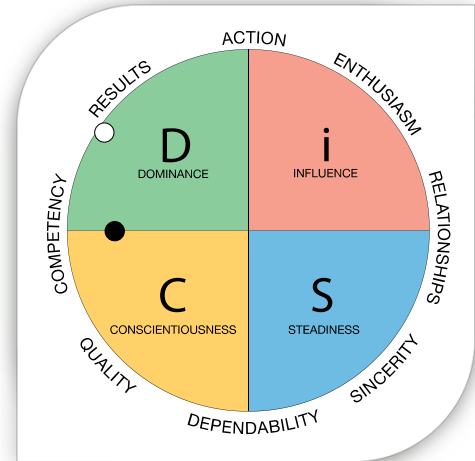 ACTION
ENTHUSIASM
RELATIONSHIPS
SINCERITY
DEPENDABILITY
QUALITY
COMPETENCY
RESULTS
D
DOMINANCE
i
INFLUENCE
C
CONSCIENTIOUSNESS
S
STEADINESS